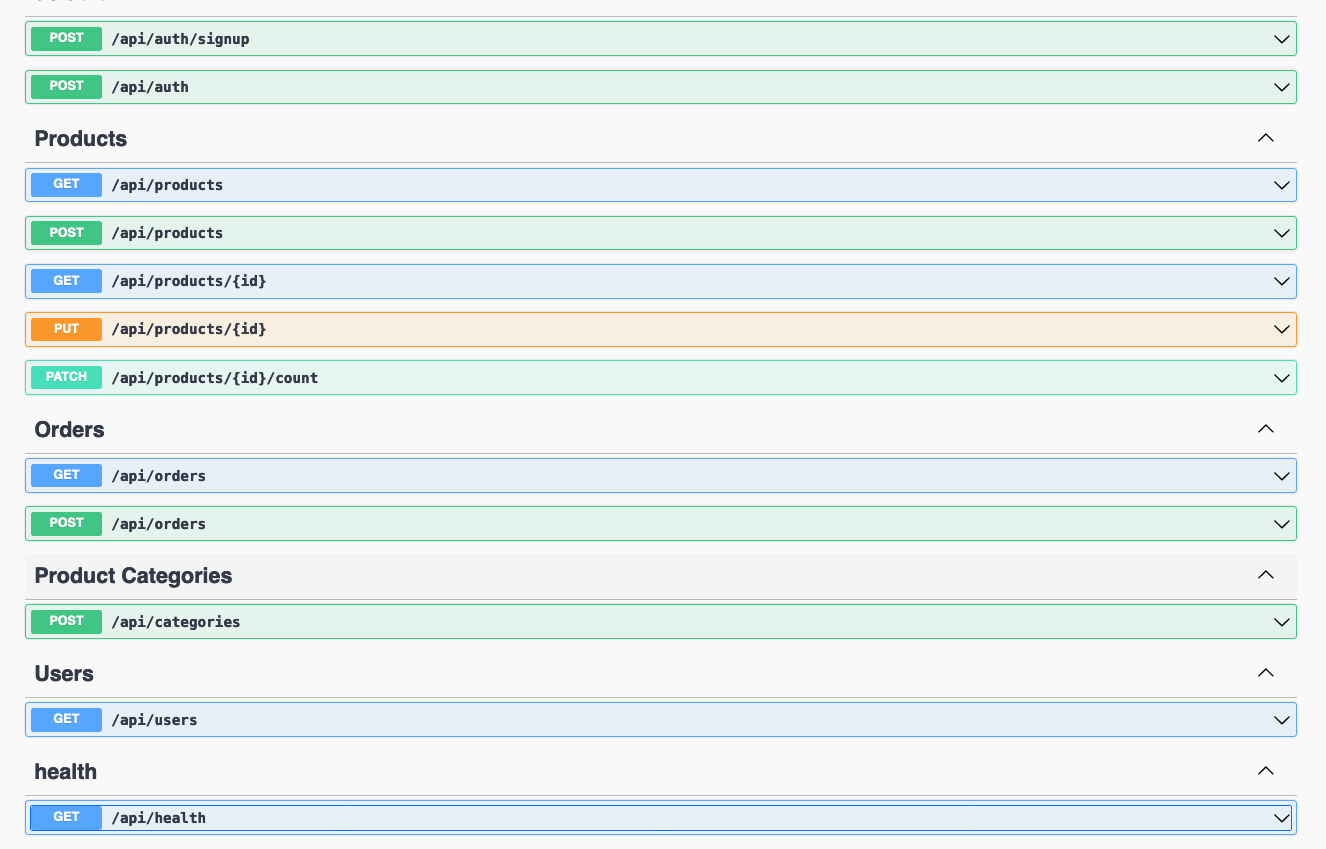 POST /api/auth/signup
POST /api/auth
Products
GET /api/products
POST /api/products
GET /api/products/{id}
PUT /api/products/{id}
PATCH /api/products/{id}/count
Orders
GET /api/orders
POST /api/orders
Product Categories
POST /api/categories
Users
GET /api/users
health
GET /api/health